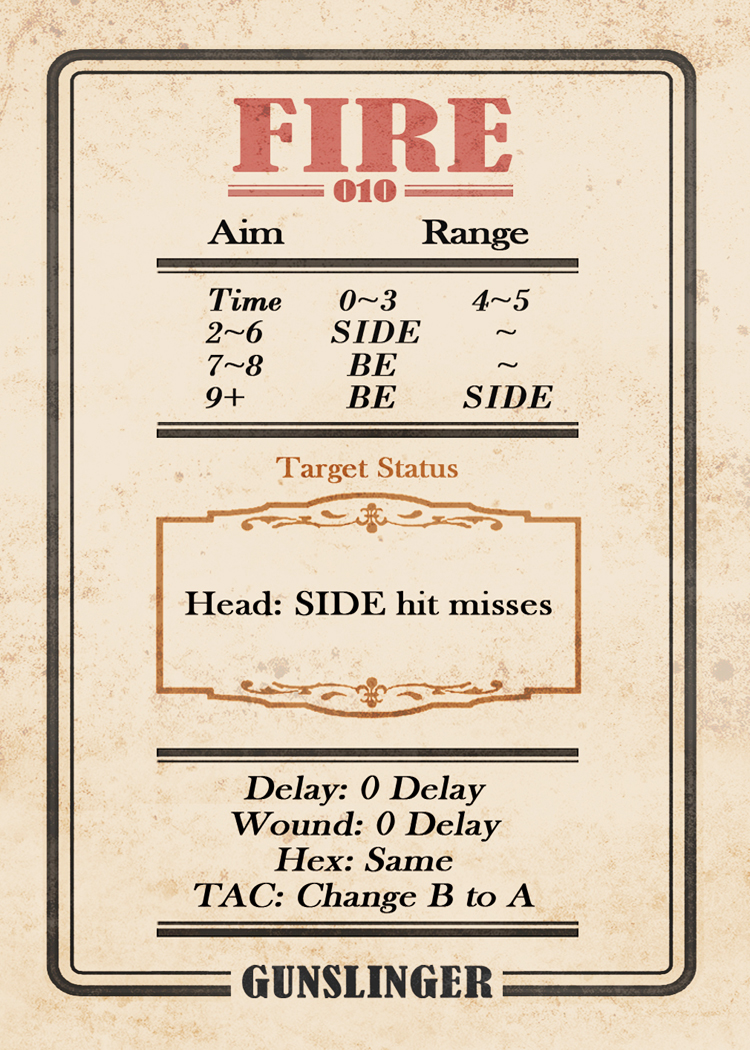 FIRE
010
Aim Range
Time 0~3 4~5
2~6 SIDE ~
7~8 BE ~
9+ BE SIDE
Target Status
Head: SIDE hit misses
Delay: 0 Delay
Wound: 0 Delay
Hex: Same
TAC: Change B to A
GUNSLINGER